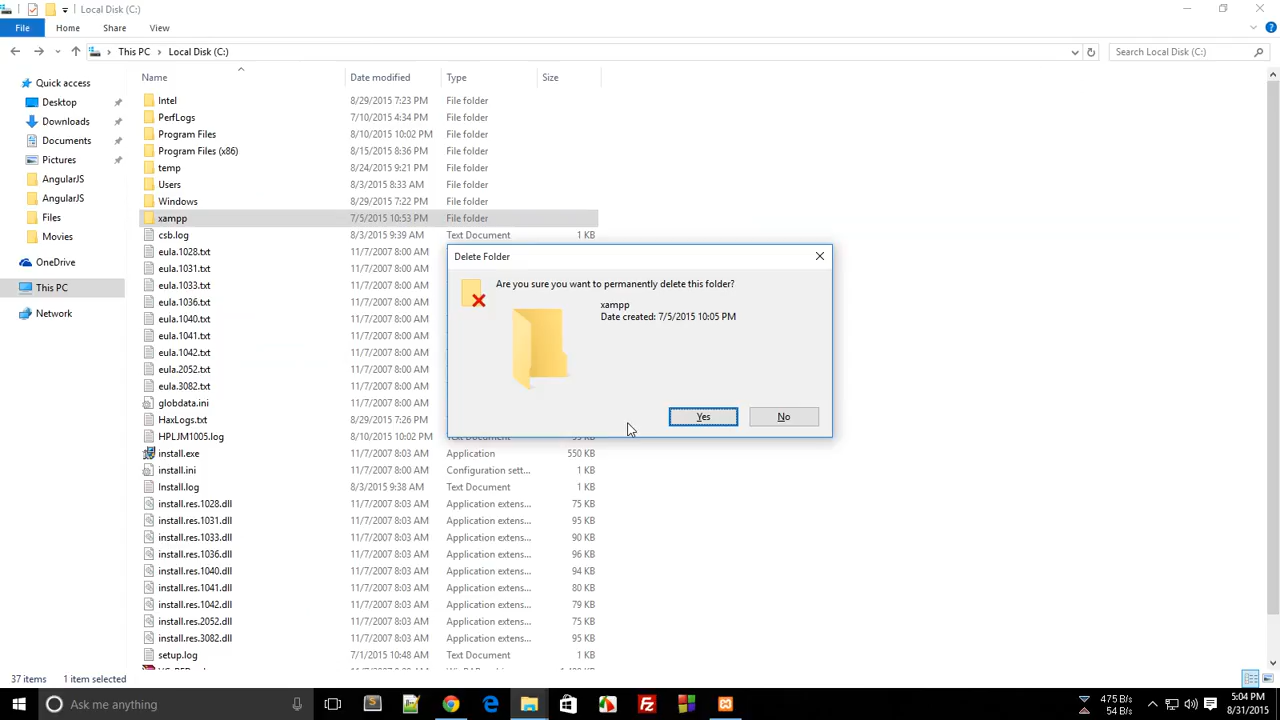 Local Disk (C:)
File Home Share View
This PC Local Disk (C:) Search Local Disk (C:)
Name Date modified Type Size
Quick access
Desktop
Downloads
Documents
Pictures
AngularJS
AngularJS
Files
Movies
OneDrive
This PC
Network
Intel 8/29/2015 7:23 PM File folder
PerfLogs 7/10/2015 4:34 PM File folder
Program Files 8/10/2015 10:02 PM File folder
Program Files (x86) 8/15/2015 8:36 PM File folder
temp 8/24/2015 9:21 PM File folder
Users 8/3/2015 8:33 AM File folder
Windows 8/29/2015 7:22 PM File folder
xampp 7/5/2015 10:53 PM File folder
csb.log 8/3/2015 9:39 AM Text Document 1 KB
eula.1028.txt 11/7/2007 8:00 AM
eula.1031.txt 11/7/2007 8:00 AM
eula.1033.txt 11/7/2007 8:00 AM
eula.1036.txt 11/7/2007 8:00 AM
eula.1040.txt 11/7/2007 8:00 AM
eula.1041.txt 11/7/2007 8:00 AM
eula.1042.txt 11/7/2007 8:00 AM
eula.2052.txt 11/7/2007 8:00 AM
eula.3082.txt 11/7/2007 8:00 AM
globdata.ini 11/7/2007 8:00 AM
HaxLogs.txt 8/29/2015 7:26 PM
HPLJM1005.log 8/10/2015 10:02 PM Text Document
install.exe 11/7/2007 8:03 AM Application 550 KB
install.ini 11/7/2007 8:00 AM Configuration sett... 1 KB
Install.log 8/3/2015 9:38 AM Text Document 1 KB
install.res.1028.dll 11/7/2007 8:03 AM Application extens... 75 KB
install.res.1031.dll 11/7/2007 8:03 AM Application extens... 95 KB
install.res.1033.dll 11/7/2007 8:03 AM Application extens... 90 KB
install.res.1036.dll 11/7/2007 8:03 AM Application extens... 96 KB
install.res.1040.dll 11/7/2007 8:03 AM Application extens... 94 KB
install.res.1041.dll 11/7/2007 8:03 AM Application extens... 80 KB
install.res.1042.dll 11/7/2007 8:03 AM Application extens... 79 KB
install.res.2052.dll 11/7/2007 8:03 AM Application extens... 75 KB
install.res.3082.dll 11/7/2007 8:03 AM Application extens... 95 KB
setup.log 7/1/2015 10:48 AM Text Document 1 KB
Delete Folder
Are you sure you want to permanently delete this folder?
xampp
Date created: 7/5/2015 10:05 PM
Yes No
37 items 1 item selected
Ask me anything
475 B/s
54 B/s
5:04 PM
8/31/2015